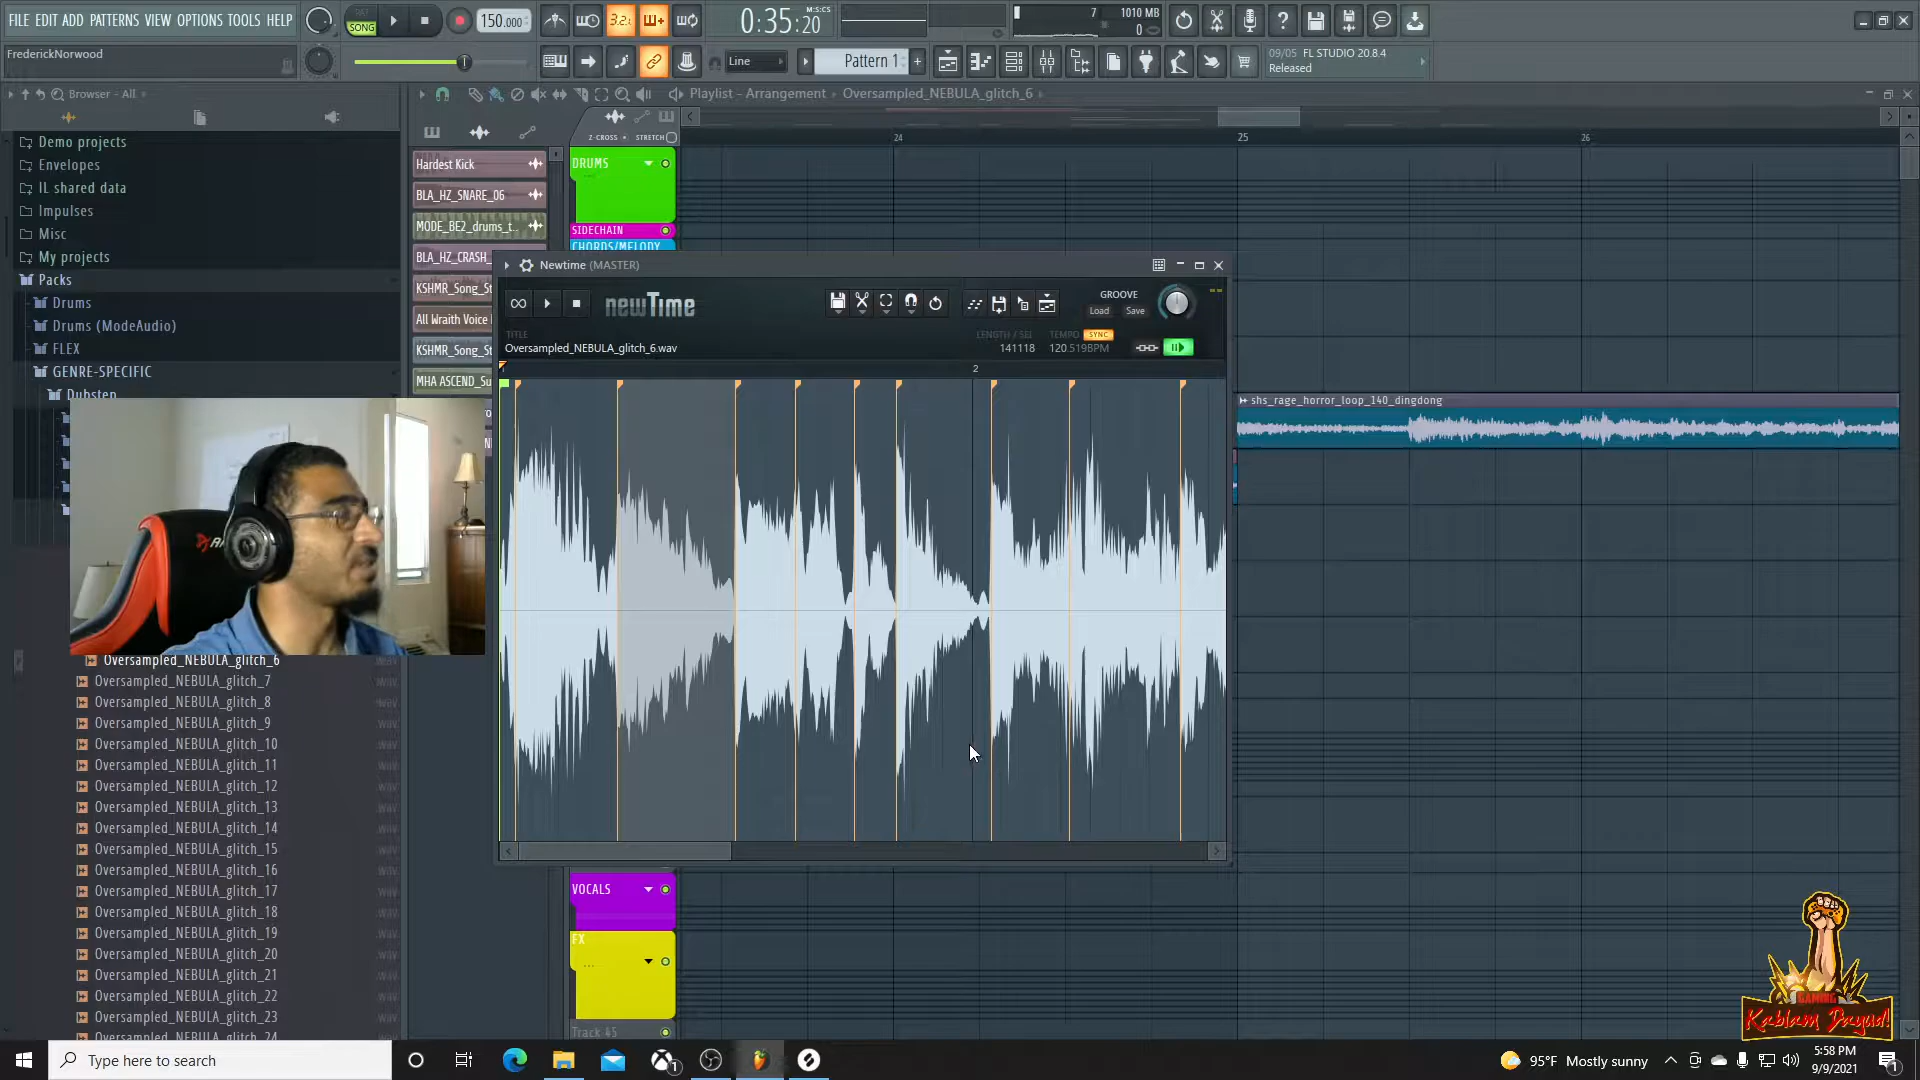 FILE EDIT ADD PATTERNS VIEW OPTIONS TOOLS HELP
SONG
150.000
3.2.
0:35:20
M:S:CS
7
1010 MB
0
FrederickNorwood
Line
Pattern 1
09/05 FL STUDIO 20.8.4
Released
Browser - All
Playlist - Arrangement
Oversampled_NEBULA_glitch_6
Z-CROSS
STRETCH
24
25
26
Demo projects
Envelopes
IL shared data
Impulses
Misc
My projects
Packs
Drums
Drums (ModeAudio)
FLEX
GENRE-SPECIFIC
Dubstep
Hardest Kick
BLA_HZ_SNARE_06
MODE_BE2_drums_t..
BLA_HZ_CRASH_
KSHMR_Song_St
All Wraith Voice
KSHMR_Song_St
MHA ASCEND_Su
DRUMS
SIDECHAIN
CHORDS/MELODY
Newtime (MASTER)
newTime
GROOVE
Load
Save
TITLE
LENGTH / SEL
TEMPO
SYNC
Oversampled_NEBULA_glitch_6.wav
141118
120.519BPM
2
shs_rage_horror_loop_140_dingdong
Oversampled_NEBULA_glitch_6
Oversampled_NEBULA_glitch_7
Oversampled_NEBULA_glitch_8
Oversampled_NEBULA_glitch_9
Oversampled_NEBULA_glitch_10
Oversampled_NEBULA_glitch_11
Oversampled_NEBULA_glitch_12
Oversampled_NEBULA_glitch_13
Oversampled_NEBULA_glitch_14
Oversampled_NEBULA_glitch_15
Oversampled_NEBULA_glitch_16
Oversampled_NEBULA_glitch_17
Oversampled_NEBULA_glitch_18
Oversampled_NEBULA_glitch_19
Oversampled_NEBULA_glitch_20
Oversampled_NEBULA_glitch_21
Oversampled_NEBULA_glitch_22
Oversampled_NEBULA_glitch_23
Oversampled_NEBULA_glitch_24
VOCALS
FX
Track 45
GAMING
Kablam Dayud!
Type here to search
95°F Mostly sunny
5:58 PM
9/9/2021